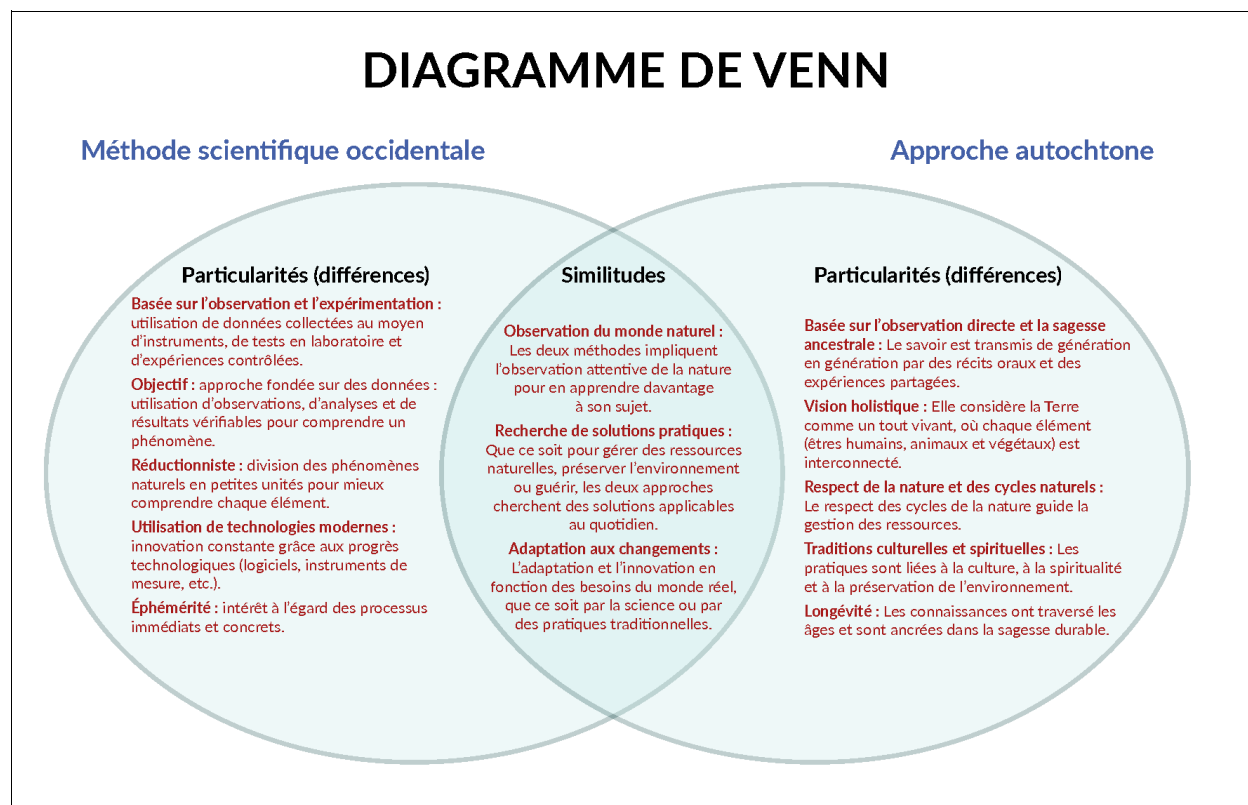 DIAGRAMME DE VENN
Méthode scientifique occidentale
Approche autochtone
Particularités (différences)
Basée sur l’observation et l’expérimentation :
utilisation de données collectées au moyen
d’instruments, de tests en laboratoire et
d’expériences contrôlées.
Objectif : approche fondée sur des données :
utilisation d’observations, d’analyses et de
résultats vérifiables pour comprendre un
phénomène.
Réductionniste : division des phénomènes
naturels en petites unités pour mieux
comprendre chaque élément.
Utilisation de technologies modernes :
innovation constante grâce aux progrès
technologiques (logiciels, instruments de
mesure, etc.).
Éphémérité : intérêt à l’égard des processus
immédiats et concrets.
Similitudes
Observation du monde naturel :
Les deux méthodes impliquent
l’observation attentive de la nature
pour en apprendre davantage
à son sujet.
Recherche de solutions pratiques :
Que ce soit pour gérer des ressources
naturelles, préserver l’environnement
ou guérir, les deux approches
cherchent des solutions applicables
au quotidien.
Adaptation aux changements :
L’adaptation et l’innovation en
fonction des besoins du monde réel,
que ce soit par la science ou par
des pratiques traditionnelles.
Particularités (différences)
Basée sur l’observation directe et la sagesse
ancestrale : Le savoir est transmis de génération
en génération par des récits oraux et des
expériences partagées.
Vision holistique : Elle considère la Terre
comme un tout vivant, où chaque élément
(êtres humains, animaux et végétaux) est
interconnecté.
Respect de la nature et des cycles naturels :
Le respect des cycles de la nature guide la
gestion des ressources.
Traditions culturelles et spirituelles : Les
pratiques sont liées à la culture, à la spiritualité
et à la préservation de l’environnement.
Longévité : Les connaissances ont traversé les
âges et sont ancrées dans la sagesse durable.